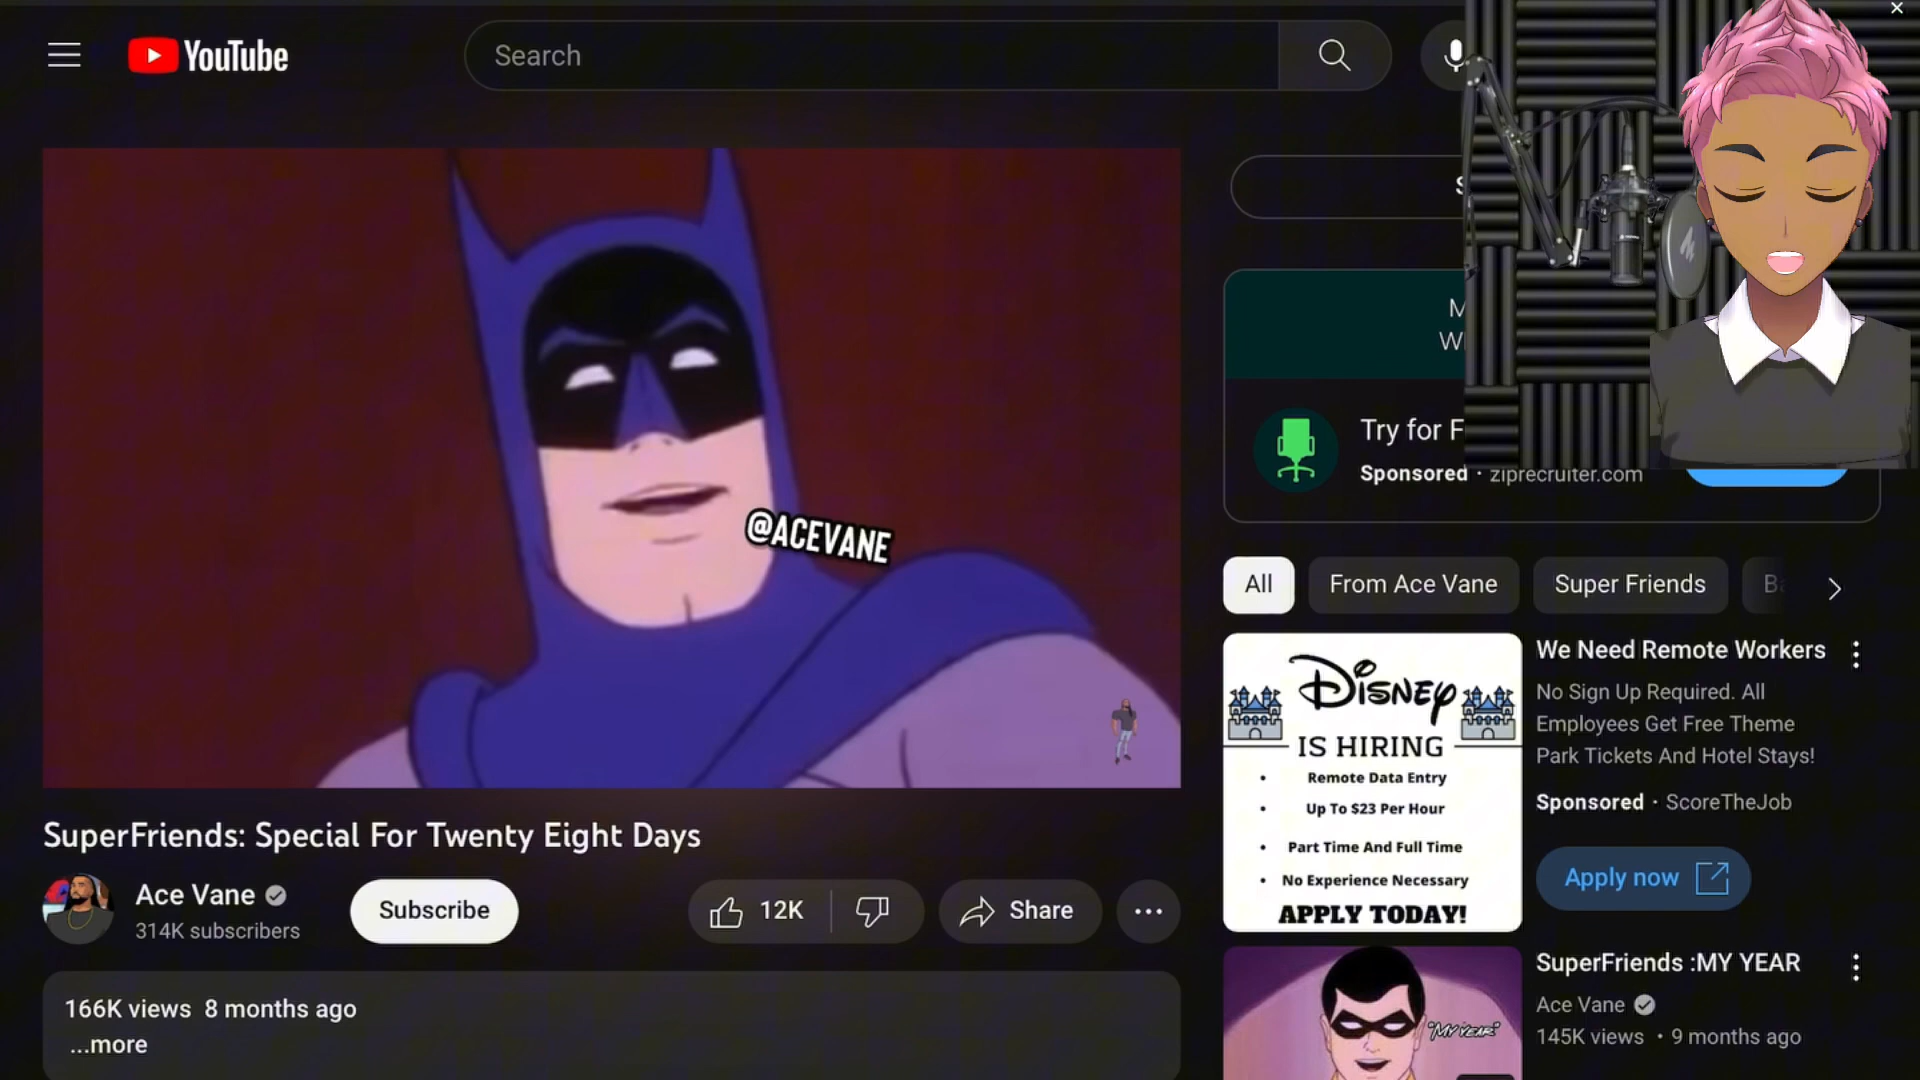 YouTube
Search
@ACEVANE
Try for F
Sponsored · ziprecruiter.com
All
From Ace Vane
Super Friends
SuperFriends: Special For Twenty Eight Days
Ace Vane
314K subscribers
Subscribe
12K
Share
166K views 8 months ago
...more
DISNEY
IS HIRING
• Remote Data Entry
• Up To $23 Per Hour
• Part Time And Full Time
• No Experience Necessary
APPLY TODAY!
We Need Remote Workers
No Sign Up Required. All
Employees Get Free Theme
Park Tickets And Hotel Stays!
Sponsored · ScoreTheJob
Apply now
"MY YEAR"
SuperFriends :MY YEAR
Ace Vane
145K views • 9 months ago